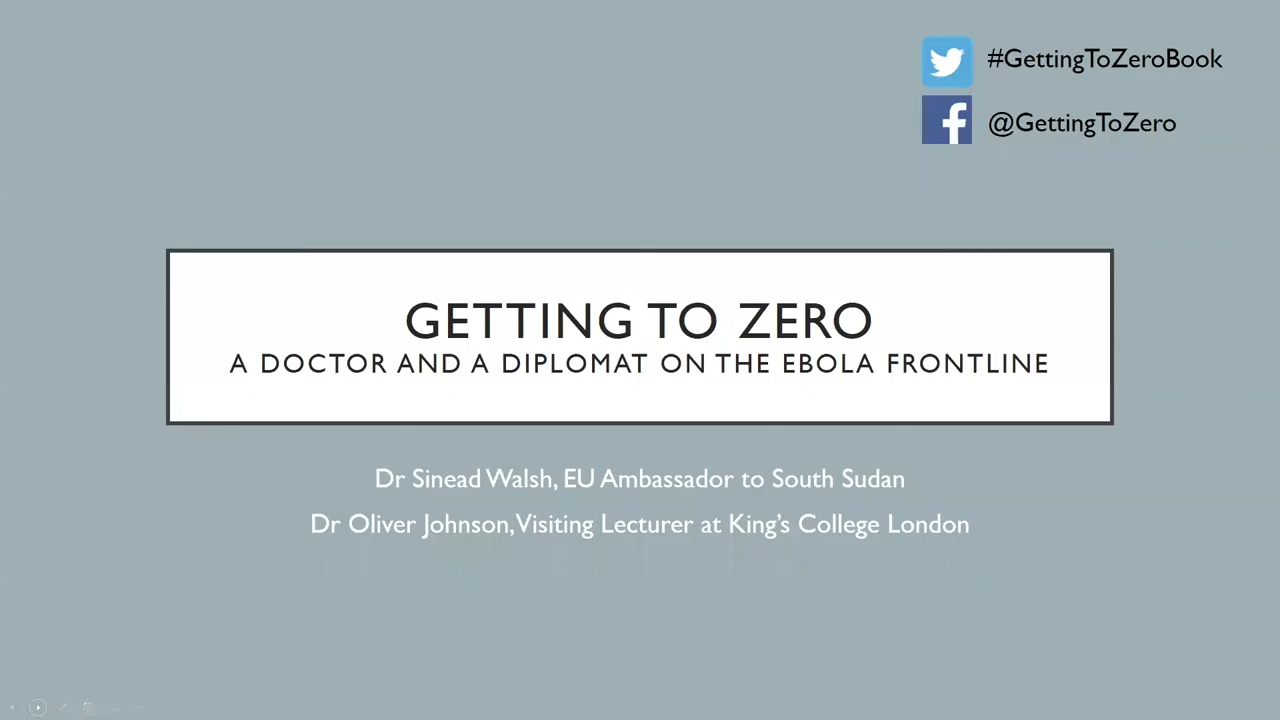 #GettingToZeroBook
@GettingToZero
GETTING TO ZERO
A DOCTOR AND A DIPLOMAT ON THE EBOLA FRONTLINE
Dr Sinead Walsh, EU Ambassador to South Sudan
Dr Oliver Johnson, Visiting Lecturer at King’s College London